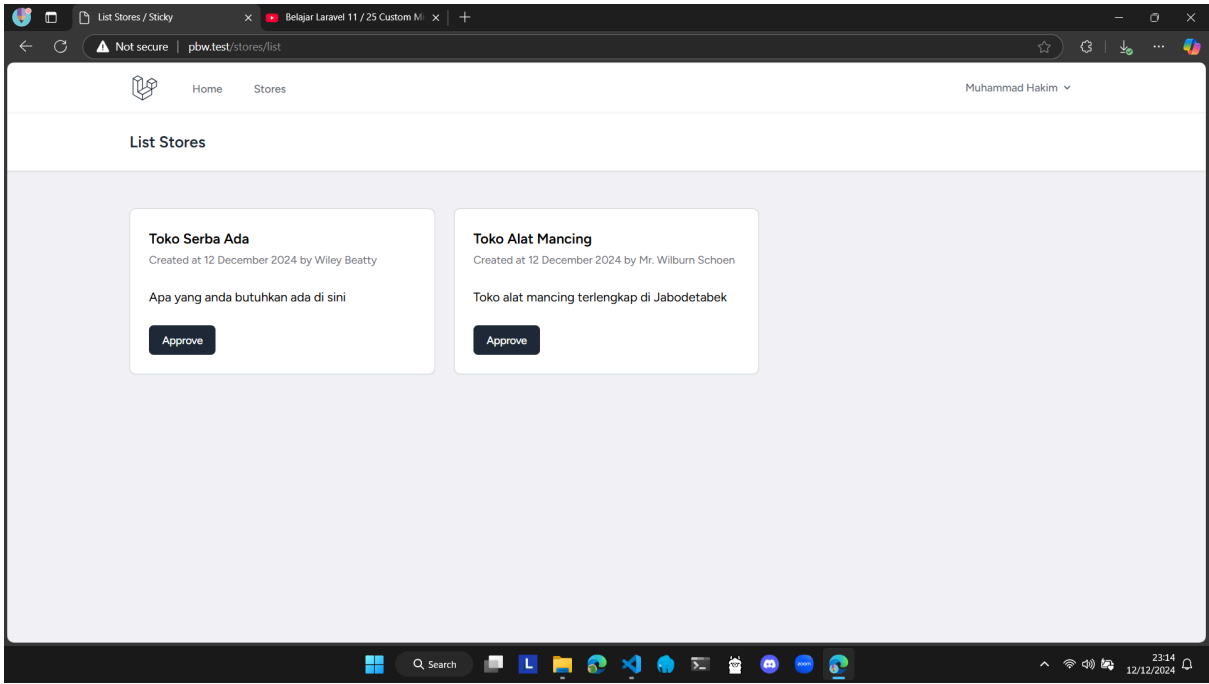 List Stores / Sticky
Belajar Laravel 11 / 25 Custom Mi
Not secure | pbw.test/stores/list
Home Stores Muhammad Hakim
List Stores
Toko Serba Ada
Created at 12 December 2024 by Wiley Beatty
Apa yang anda butuhkan ada di sini
Approve
Toko Alat Mancing
Created at 12 December 2024 by Mr. Wilburn Schoen
Toko alat mancing terlengkap di Jabodetabek
Approve
Search
L
zoom
23:14
12/12/2024